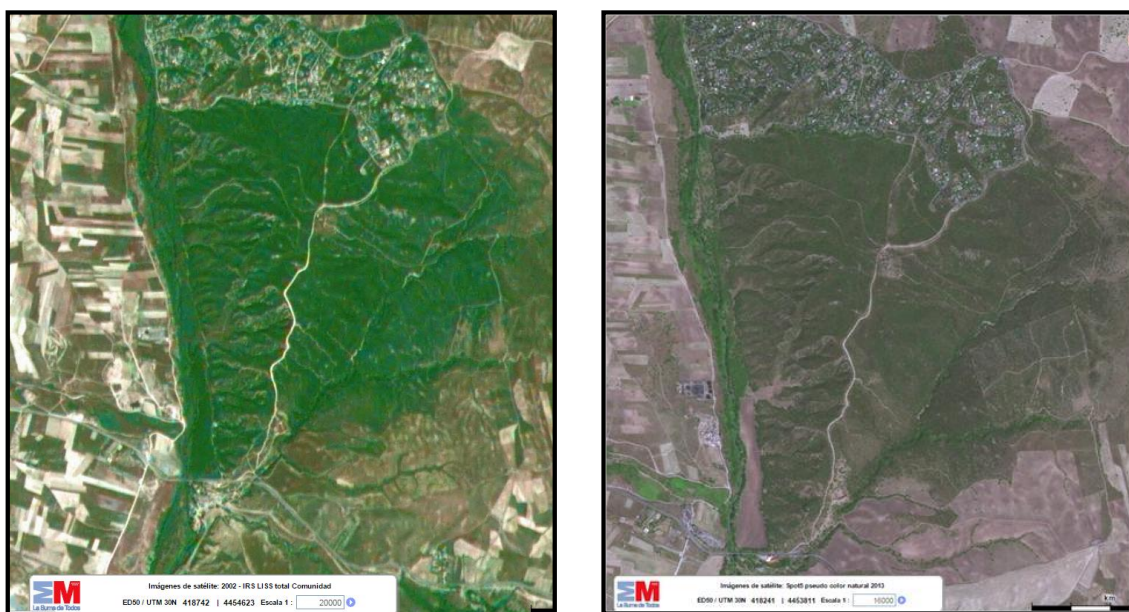 Imágenes de satélite: 2002 - IRS LISS total Comunidad
EM
La Suma de Todos
ED50 / UTM 30N 418742 | 4454623 Escala 1 : 20000
Imágenes de satélite: Spot5 pseudo color natural 2013
EM
La Suma de Todos
ED50 / UTM 30N 418241 | 4453811 Escala 1 : 16000
km